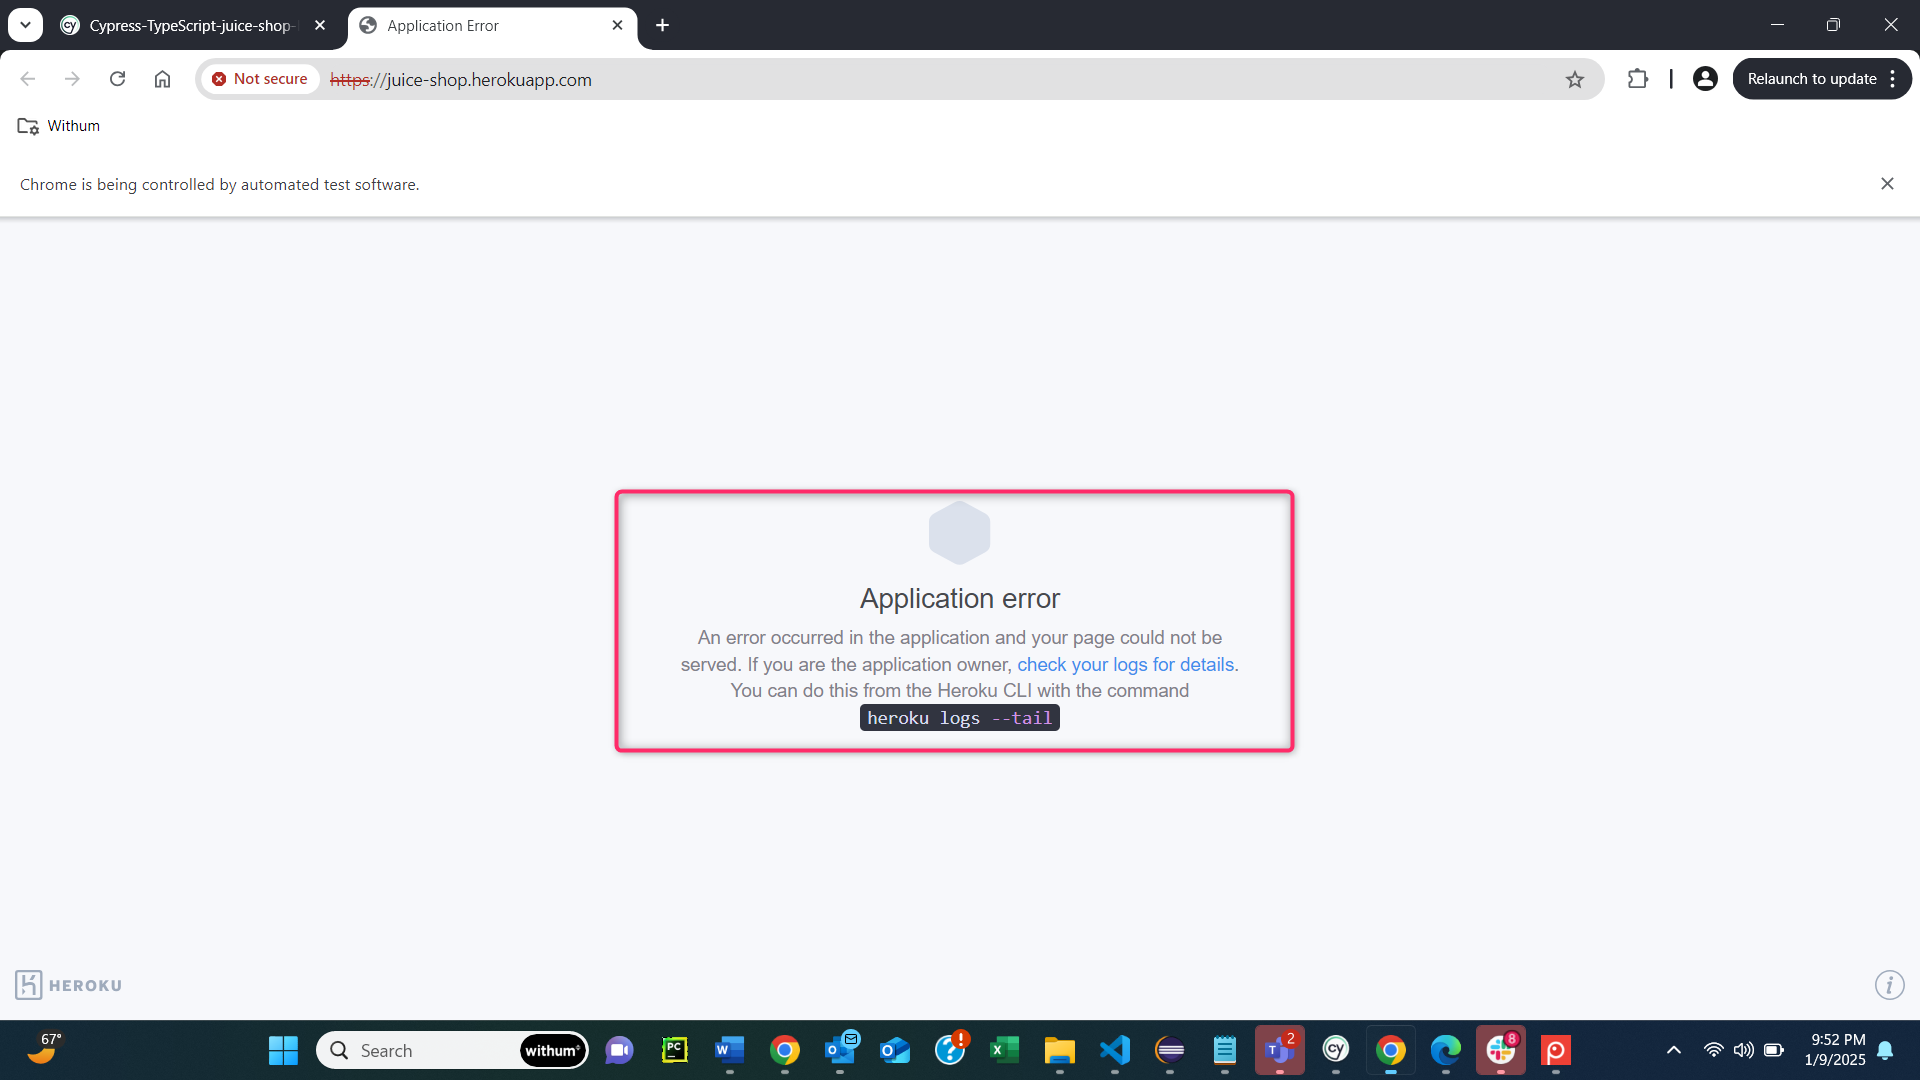 Cypress-TypeScript-juice-shop-
Application Error
Not secure
https://juice-shop.herokuapp.com
Relaunch to update
Withum
Chrome is being controlled by automated test software.
Application error
An error occurred in the application and your page could not be
served. If you are the application owner, check your logs for details.
You can do this from the Heroku CLI with the command
heroku logs --tail
HEROKU
67°
Search
withum
2
8
9:52 PM
1/9/2025